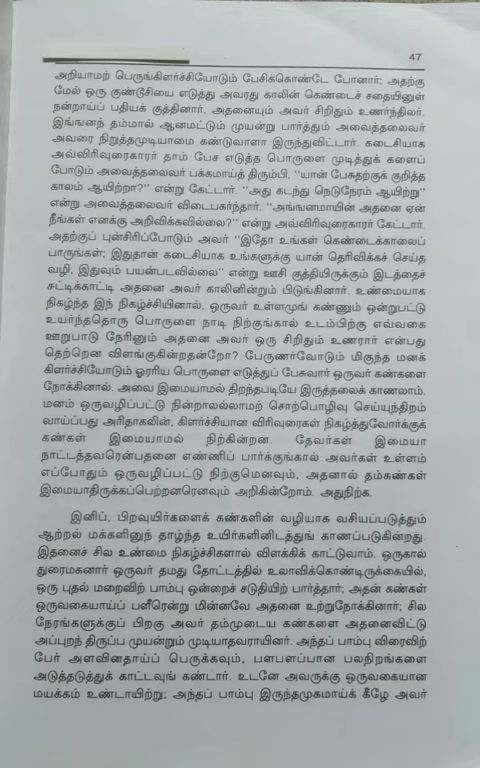 47
அறியாமற் பெருங்கிளர்ச்சியோடும் பேசிக்கொண்டே போனார்; அதற்கு
மேல் ஒரு குண்டூசியை எடுத்து அவரது காலின் கெண்டைச் சதையினுள்
நன்றாய்ப் பதியக் குத்தினார், அதனையும் அவர் சிறிதும் உணர்ந்திலர்.
இங்ஙனந் தம்மால் ஆனமட்டும் முயன்று பார்த்தும் அவைத்தலைவர்
அவரை நிறுத்தமுடியாமை கண்டுவாளா இருந்துவிட்டார். கடைசியாக
அவ்விரிவுரைகாரர் தாம் பேச எடுத்த பொருளை முடித்துக் களைப்
போடும் அவைத்தலைவர் பக்கமாய்த் திரும்பி, "யான் பேசுதற்குக் குறித்த
காலம் ஆயிற்றா?" என்று கேட்டார். "அது கடந்து நெடுநேரம் ஆயிற்று"
என்று அவைத்தலைவர் விடைபகர்ந்தார். "அங்ஙனமாயின் அதனை ஏன்
நீங்கள் எனக்கு அறிவிக்கவில்லை?" என்று அவ்விரிவுரைகாரர் கேட்டார்.
அதற்குப் புன்சிரிப்போடும் அவர் "இதோ உங்கள் கெண்டைக்காலைப்
பாருங்கள்; இதுதான் கடைசியாக உங்களுக்கு யான் தெரிவிக்கச் செய்த
வழி, இதுவும் பயன்படவில்லை" என்று ஊசி குத்தியிருக்கும் இடத்தைச்
சுட்டிக்காட்டி அதனை அவர் காலினின்றும் பிடுங்கினார். உண்மையாக
நிகழ்ந்த இந் நிகழ்ச்சியினால், ஒருவர் உள்ளமுங் கண்ணும் ஒன்றுபட்டு
உயர்ந்ததொரு பொருளை நாடி நிற்குங்கால் உடம்பிற்கு எவ்வகை
ஊறுபாடு நேரினும் அதனை அவர் ஒரு சிறிதும் உணரார் என்பது
தெற்றென விளங்குகின்றதன்றோ? பேருணர்வோடும் மிகுந்த மனக்
கிளர்ச்சியோடும் ஓரரிய பொருளை எடுத்துப் பேசுவார் ஒருவர் கண்களை
நோக்கினால். அவை இமையாமல் திறந்தபடியே இருத்தலைக் காணலாம்.
மனம் ஒருவழிப்பட்டு நின்றாலல்லாமற் சொற்பொழிவு செய்யுந்திறம்
வாய்ப்பது அரிதாகலின், கிளர்ச்சியான விரிவுரைகள் நிகழ்த்துவோர்க்குக்
கண்கள் இமையாமல் நிற்கின்றன. தேவர்கள் இமையா
நாட்டத்தவரென்பதனை எண்ணிப் பார்க்குங்கால் அவர்கள் உள்ளம்
எப்போதும் ஒருவழிப்பட்டு நிற்குமெனவும், அதனால் தம்கண்கள்
இமையாதிருக்கப்பெற்றனரெனவும் அறிகின்றோம். அதுநிற்க.
இனிப், பிறவுயிர்களைக் கண்களின் வழியாக வசியப்படுத்தும்
ஆற்றல் மக்களினுந் தாழ்ந்த உயிர்களினிடத்துங் காணப்படுகின்றது.
இதனைச் சில உண்மை நிகழ்ச்சிகளால் விளக்கிக் காட்டுவாம். ஒருகால்
துரைமகனார் ஒருவர் தமது தோட்டத்தில் உலாவிக்கொண்டிருக்கையில்,
ஒரு புதல் மறைவிற் பாம்பு ஒன்றைச் சடுதியிற் பார்த்தார்; அதன் கண்கள்
ஒருவகையாய்ப் பளீரென்று மின்னவே அதனை உற்றுநோக்கினார்; சில
நேரங்களுக்குப் பிறகு அவர் தம்முடைய கண்களை அதனைவிட்டு
அப்புறந் திருப்ப முயன்றும் முடியாதவராயினார். அந்தப் பாம்பு விரைவிற்
பேர் அளவினதாய்ப் பெருக்கவும், பளபளப்பான பலநிறங்களை
அடுத்தடுத்துக் காட்டவுங் கண்டார். உடனே அவருக்கு ஒருவகையான
மயக்கம் உண்டாயிற்று; அந்தப் பாம்பு இருந்தமுகமாய்க் கீழே அவர்